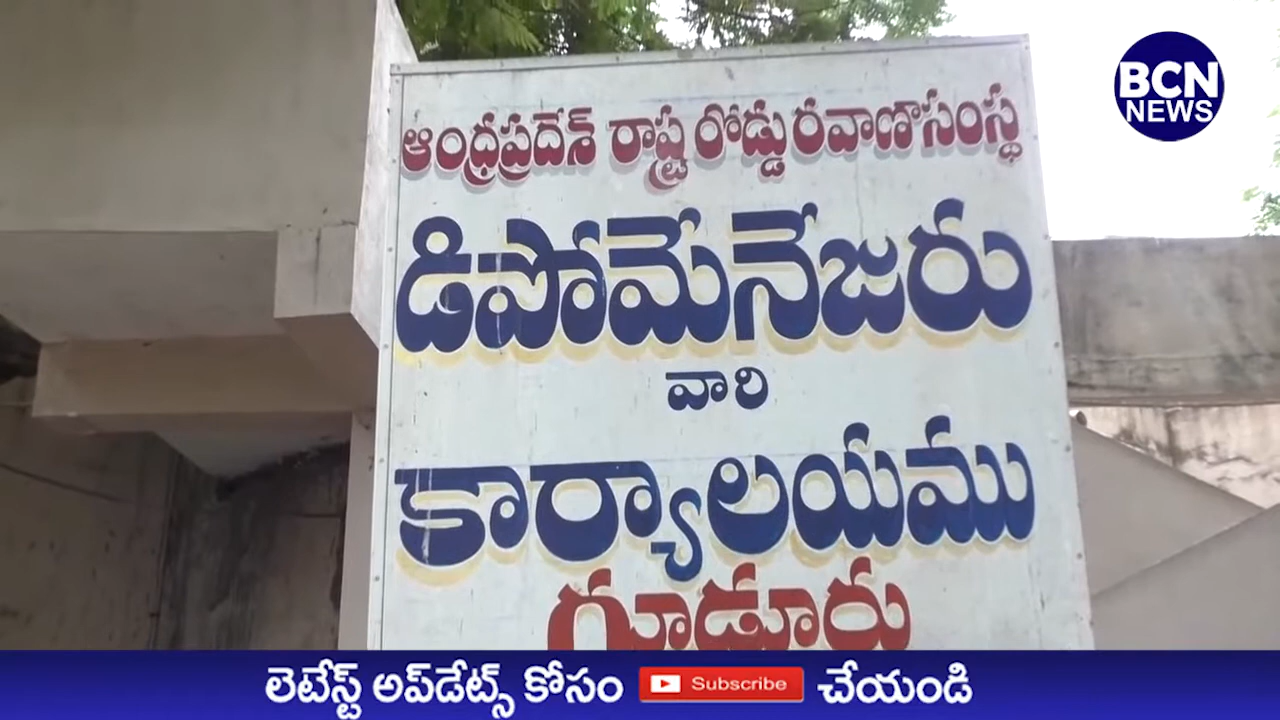 BCN
NEWS
ఆంధ్రప్రదేశ్ రాష్ట్ర రోడ్డు రవాణా సంస్థ
డిపోమేనేజరు
వారి
కార్యాలయము
గూడూరు
లెటేస్ట్ అప్‌డేట్స్ కోసం Subscribe చేయండి